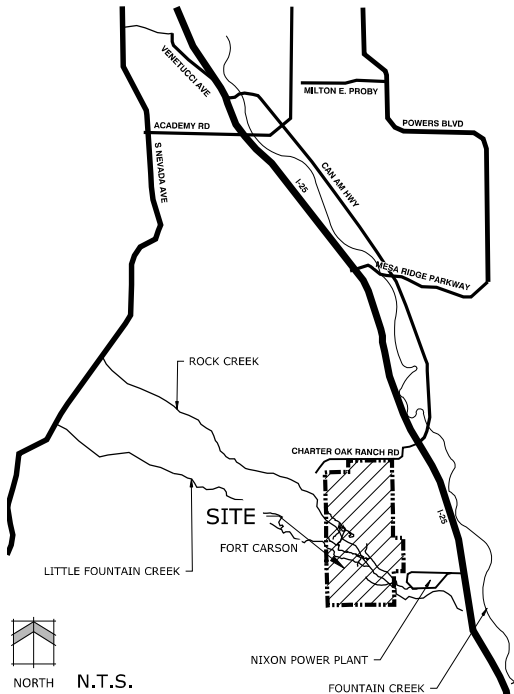 VENETUCCI AVE
MILTON E. PROBY
ACADEMY RD
POWERS BLVD
S NEVADA AVE
I-25
CAN AM HWY
MESA RIDGE PARKWAY
ROCK CREEK
CHARTER OAK RANCH RD
SITE
I-25
FORT CARSON
LITTLE FOUNTAIN CREEK
NIXON POWER PLANT
NORTH
N.T.S.
FOUNTAIN CREEK